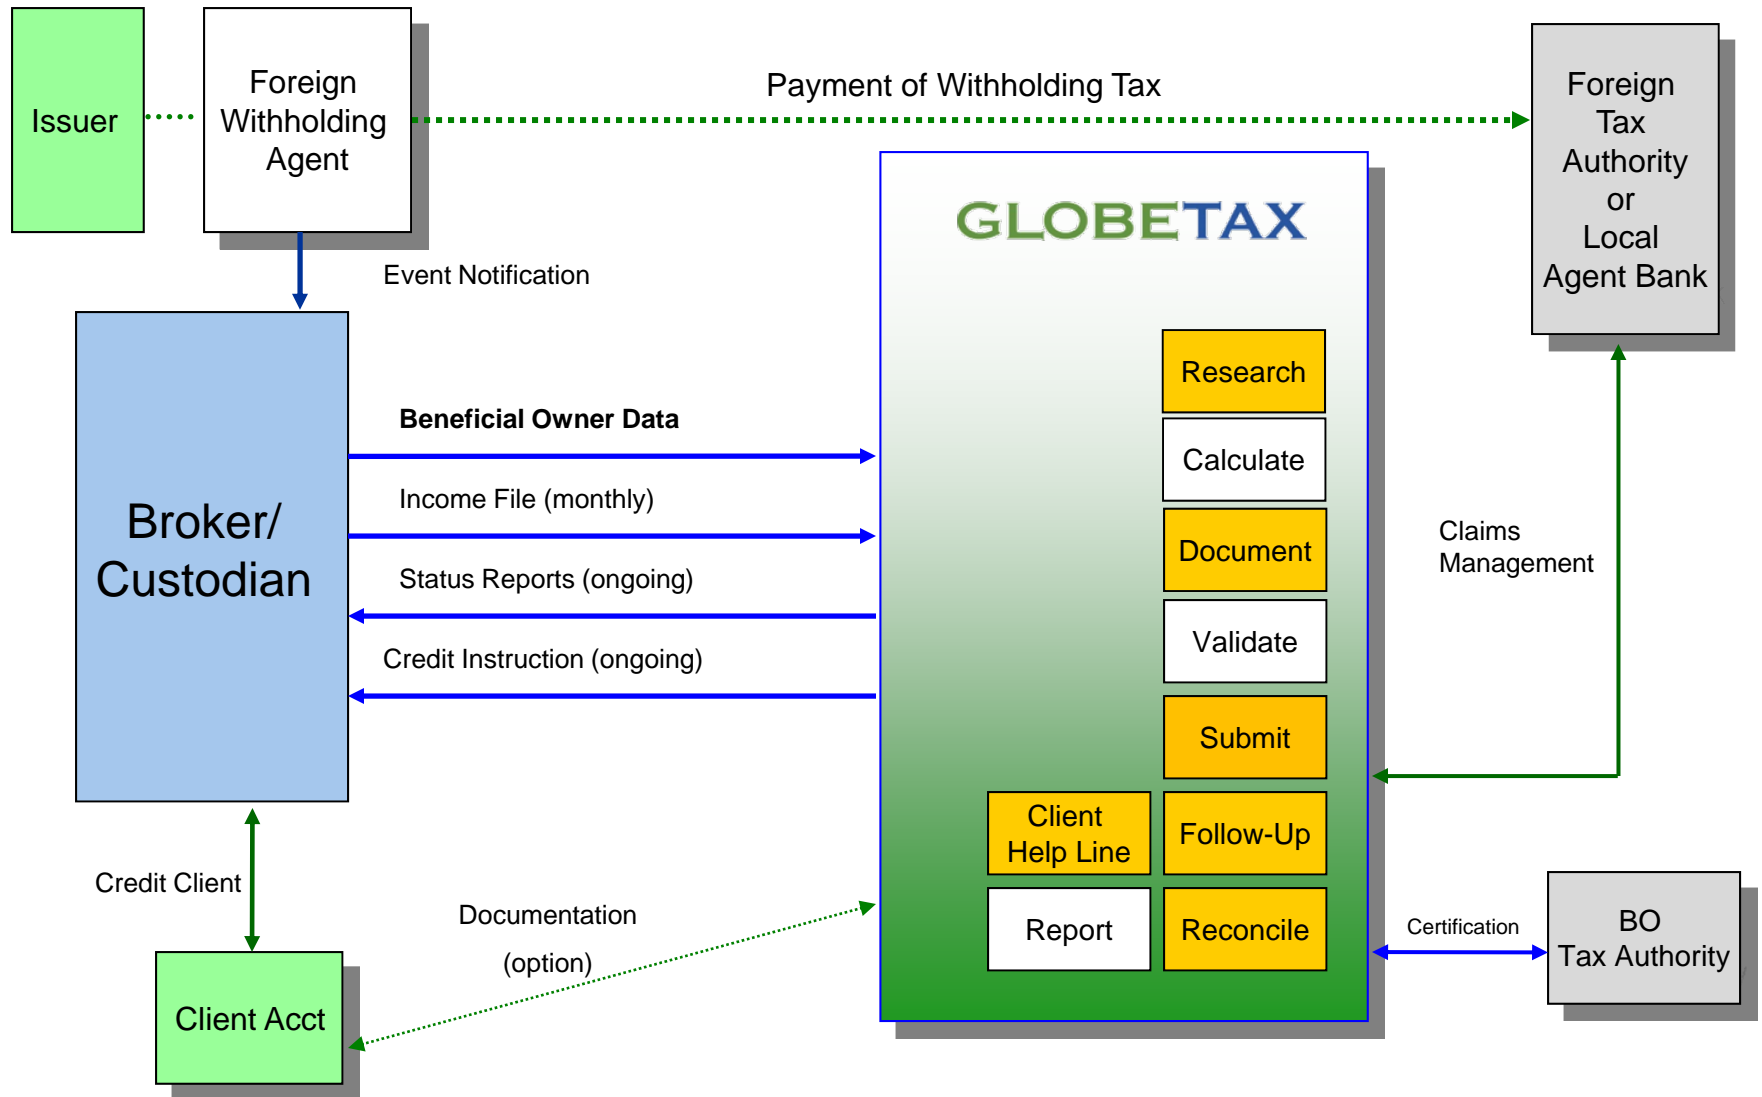 Issuer
Foreign
Withholding
Agent
Payment of Withholding Tax
Foreign
Tax
Authority
or
Local
Agent Bank
GLOBETAX
Event Notification
Broker/
Custodian
Beneficial Owner Data
Income File (monthly)
Status Reports (ongoing)
Credit Instruction (ongoing)
Research
Calculate
Document
Validate
Submit
Client
Help Line
Follow-Up
Report
Reconcile
Claims
Management
Credit Client
Documentation
(option)
Certification
BO
Tax Authority
Client Acct